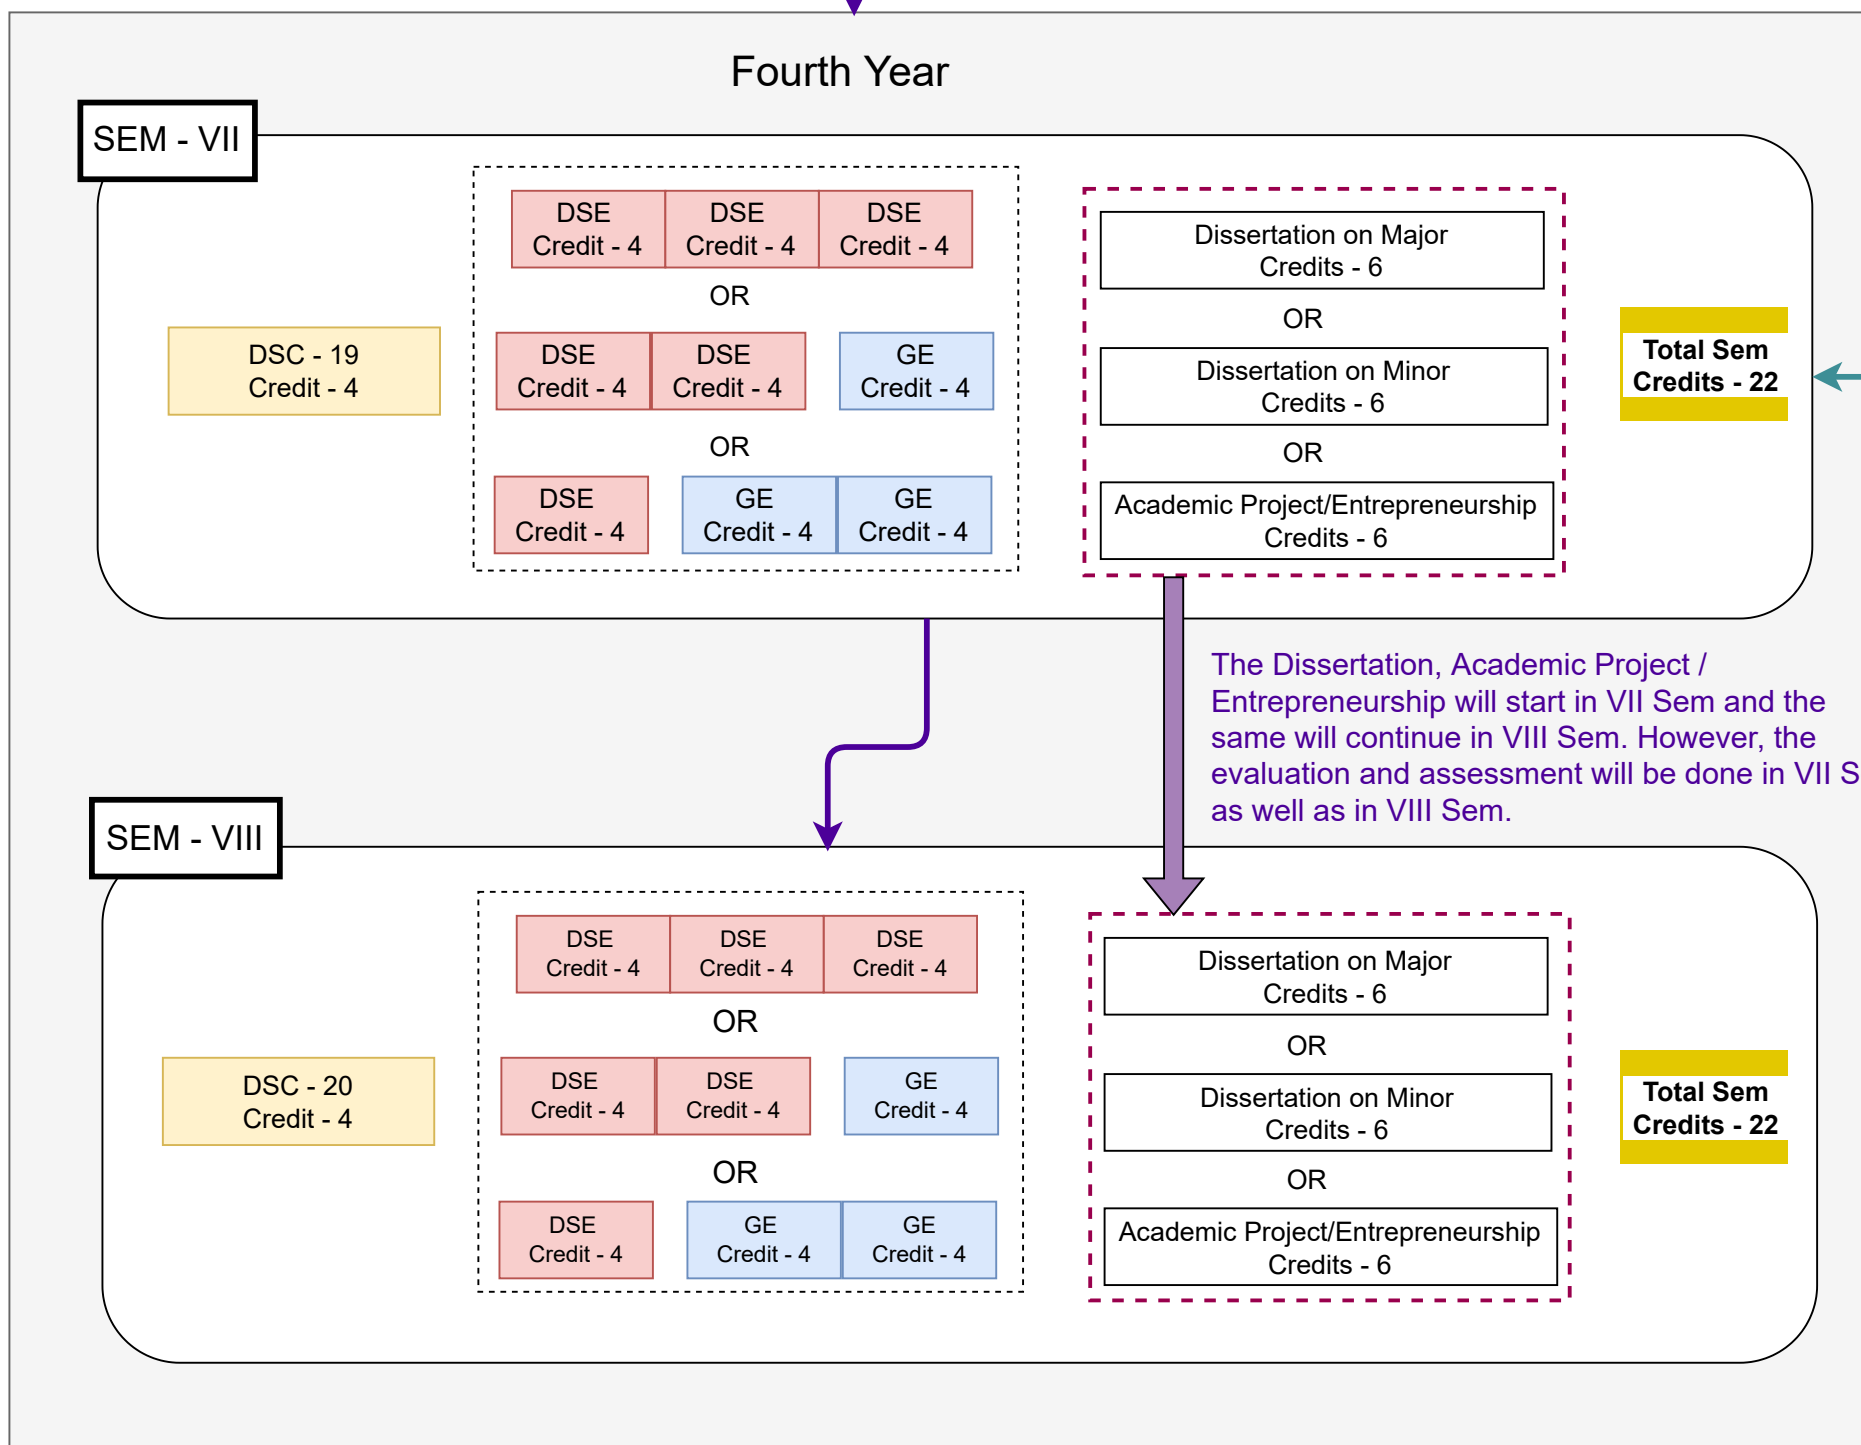 Fourth Year
SEM - VII
DSC - 19
Credit - 4
DSE
Credit - 4
DSE
Credit - 4
DSE
Credit - 4
OR
DSE
Credit - 4
DSE
Credit - 4
GE
Credit - 4
OR
DSE
Credit - 4
GE
Credit - 4
GE
Credit - 4
Dissertation on Major
Credits - 6
OR
Dissertation on Minor
Credits - 6
OR
Academic Project/Entrepreneurship
Credits - 6
Total Sem
Credits - 22
The Dissertation, Academic Project /
Entrepreneurship will start in VII Sem and the
same will continue in VIII Sem. However, the
evaluation and assessment will be done in VII S
as well as in VIII Sem.
SEM - VIII
DSC - 20
Credit - 4
DSE
Credit - 4
DSE
Credit - 4
DSE
Credit - 4
OR
DSE
Credit - 4
DSE
Credit - 4
GE
Credit - 4
OR
DSE
Credit - 4
GE
Credit - 4
GE
Credit - 4
Dissertation on Major
Credits - 6
OR
Dissertation on Minor
Credits - 6
OR
Academic Project/Entrepreneurship
Credits - 6
Total Sem
Credits - 22